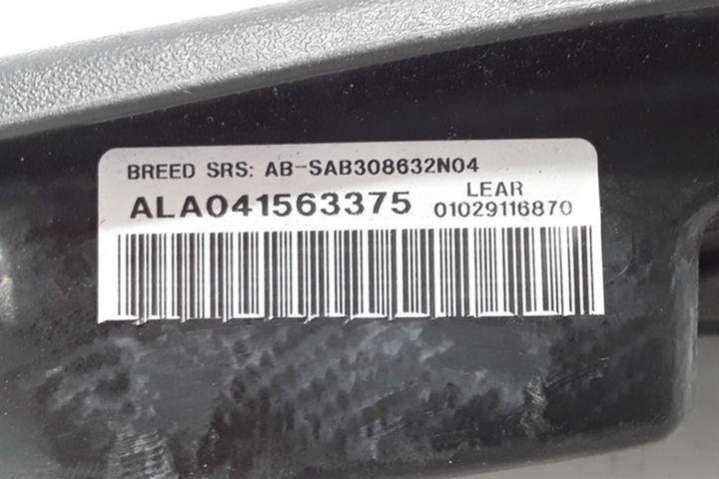 BREED SRS: AB-SAB308632N04
LEAR
ALA041563375 01029116870